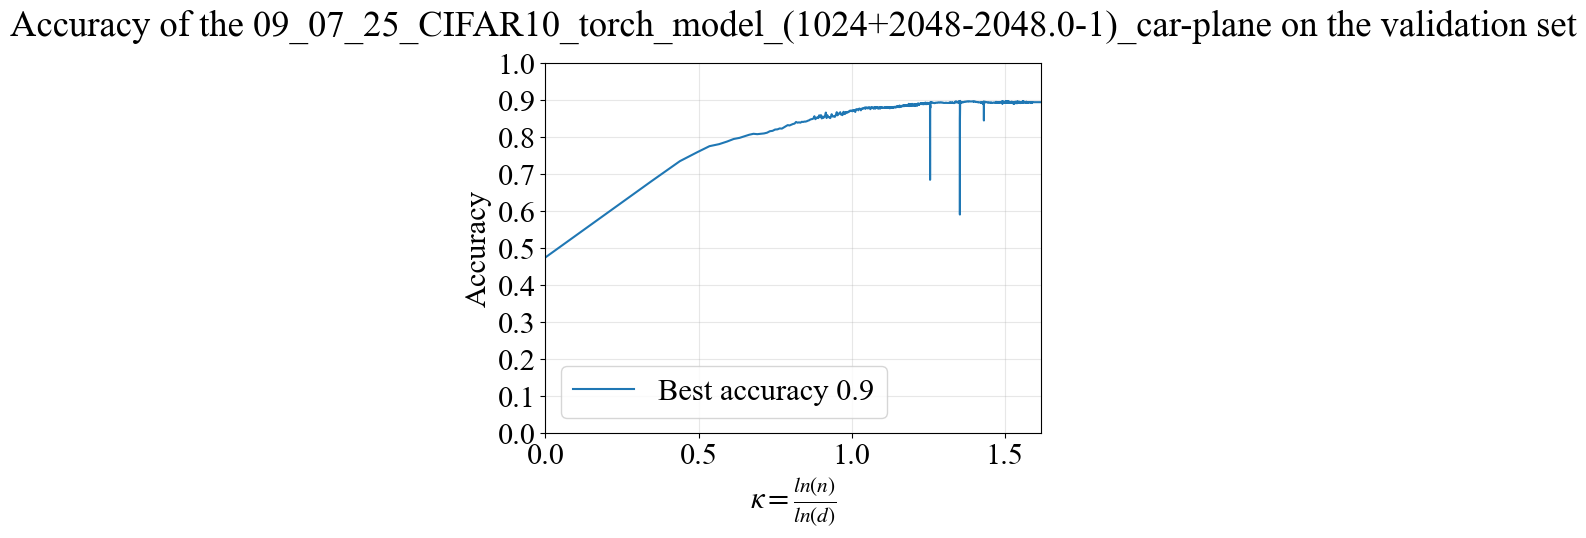 Accuracy of the 09_07_25_CIFAR10_torch_model_(1024+2048-2048.0-1)_car-plane on the validation set
1.0
0.9
0.8
0.7
0.6
0.5
0.4
0.3
0.2
0.1
0.0
Accuracy
Best accuracy 0.9
0.0 0.5 1.0 1.5
κ = ln(n) / ln(d)